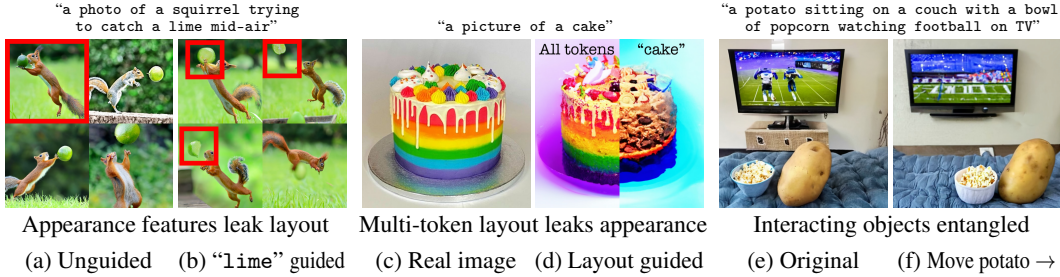 “a photo of a squirrel trying
to catch a lime mid-air”
“a picture of a cake”
“a potato sitting on a couch with a bowl
of popcorn watching football on TV”
All tokens
“cake”
Appearance features leak layout
Multi-token layout leaks appearance
Interacting objects entangled
(a) Unguided
(b) “lime” guided
(c) Real image
(d) Layout guided
(e) Original
(f) Move potato →